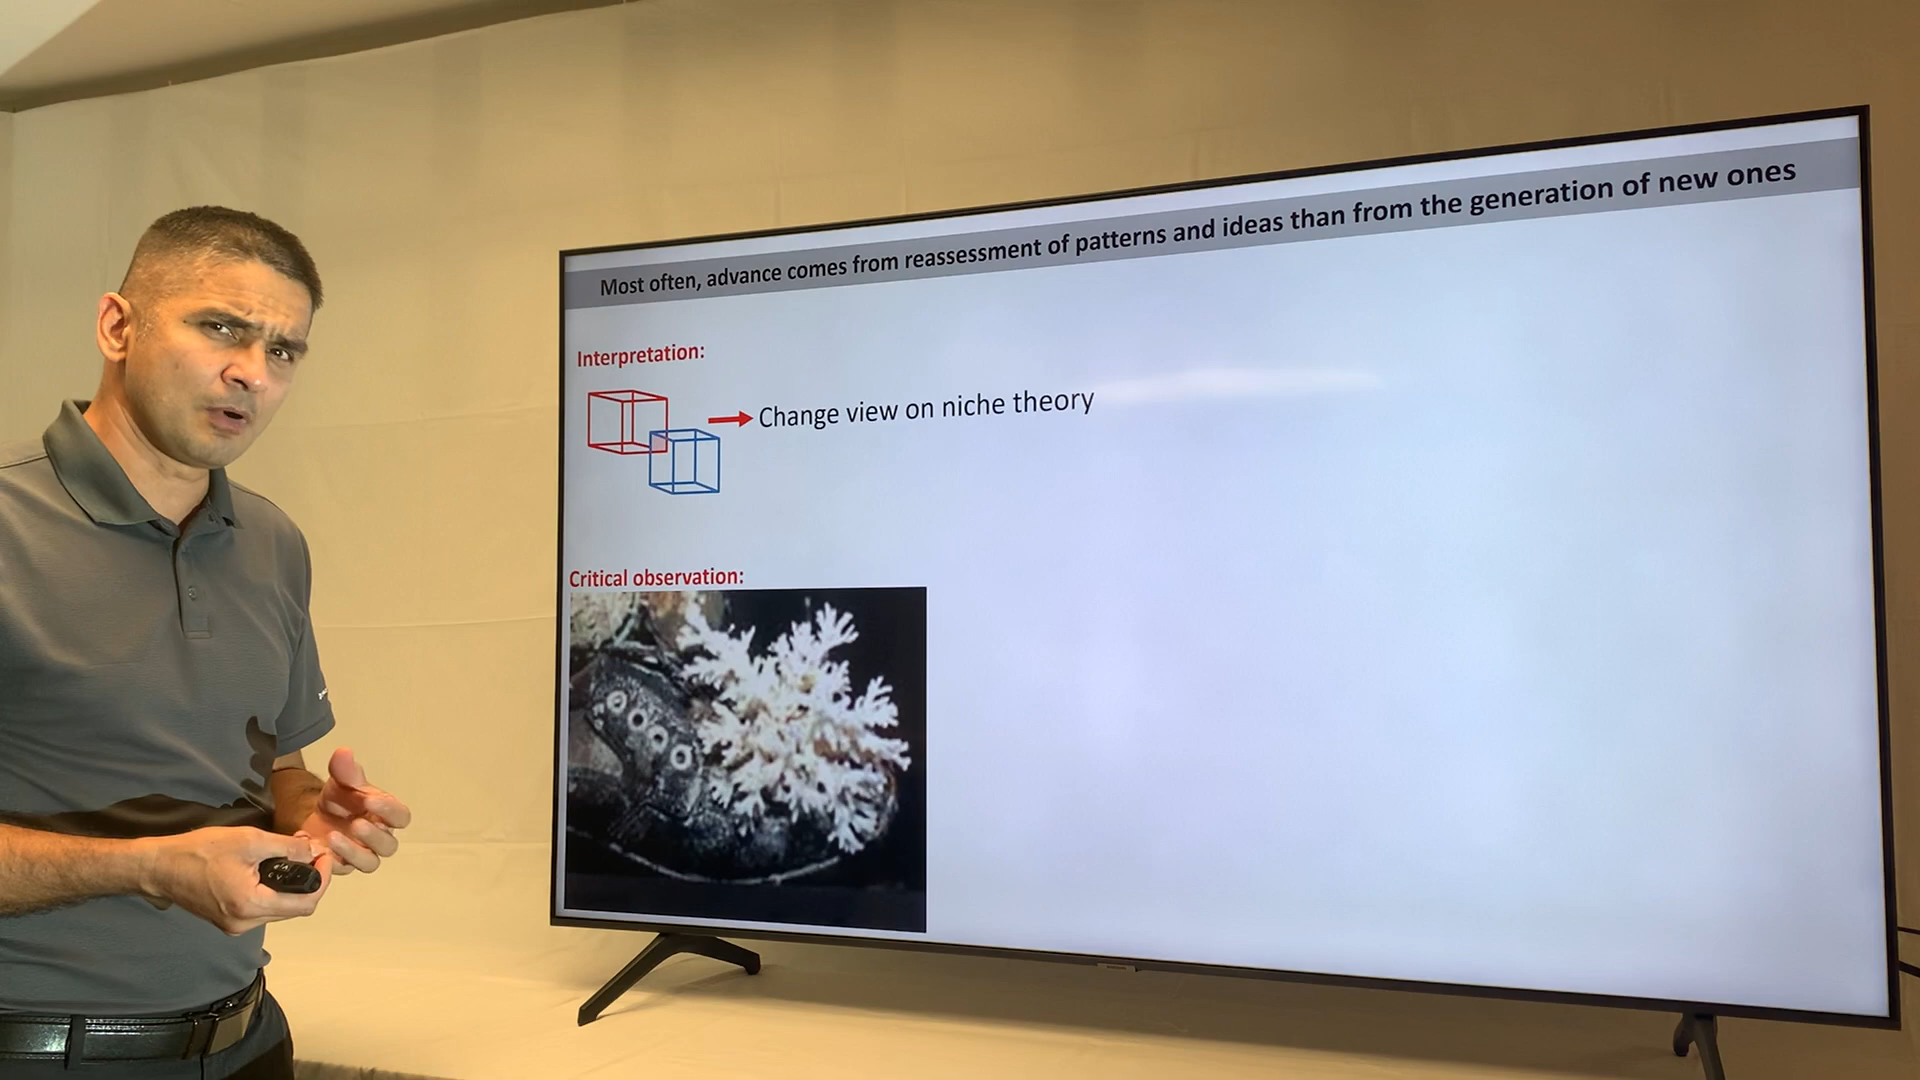 Most often, advance comes from reassessment of patterns and ideas than from the generation of new ones
Interpretation:
Change view on niche theory
Critical observation: